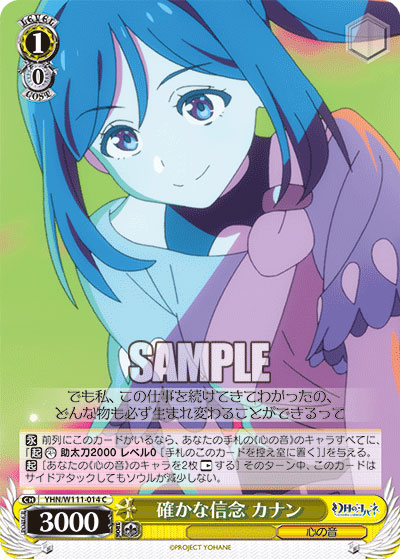 LEVEL
1
0
COST
SAMPLE
でも私、この仕事を続けてきてわかったの、
どんな物も必ず生まれ変わることができるって
永 前列にこのカードがいるなら、あなたの手札の《心の音》のキャラすべてに、
『起 助太刀2000 レベル0 [手札のこのカードを控え室に置く]』を与える。
起 [あなたの《心の音》のキャラを2枚 する] そのターン中、このカードは
サイドアタックしてもソウルが減少しない。
CH YHN/W111-014 C
3000
確かな信念 カナン
心の音
©PROJECT YOHANE